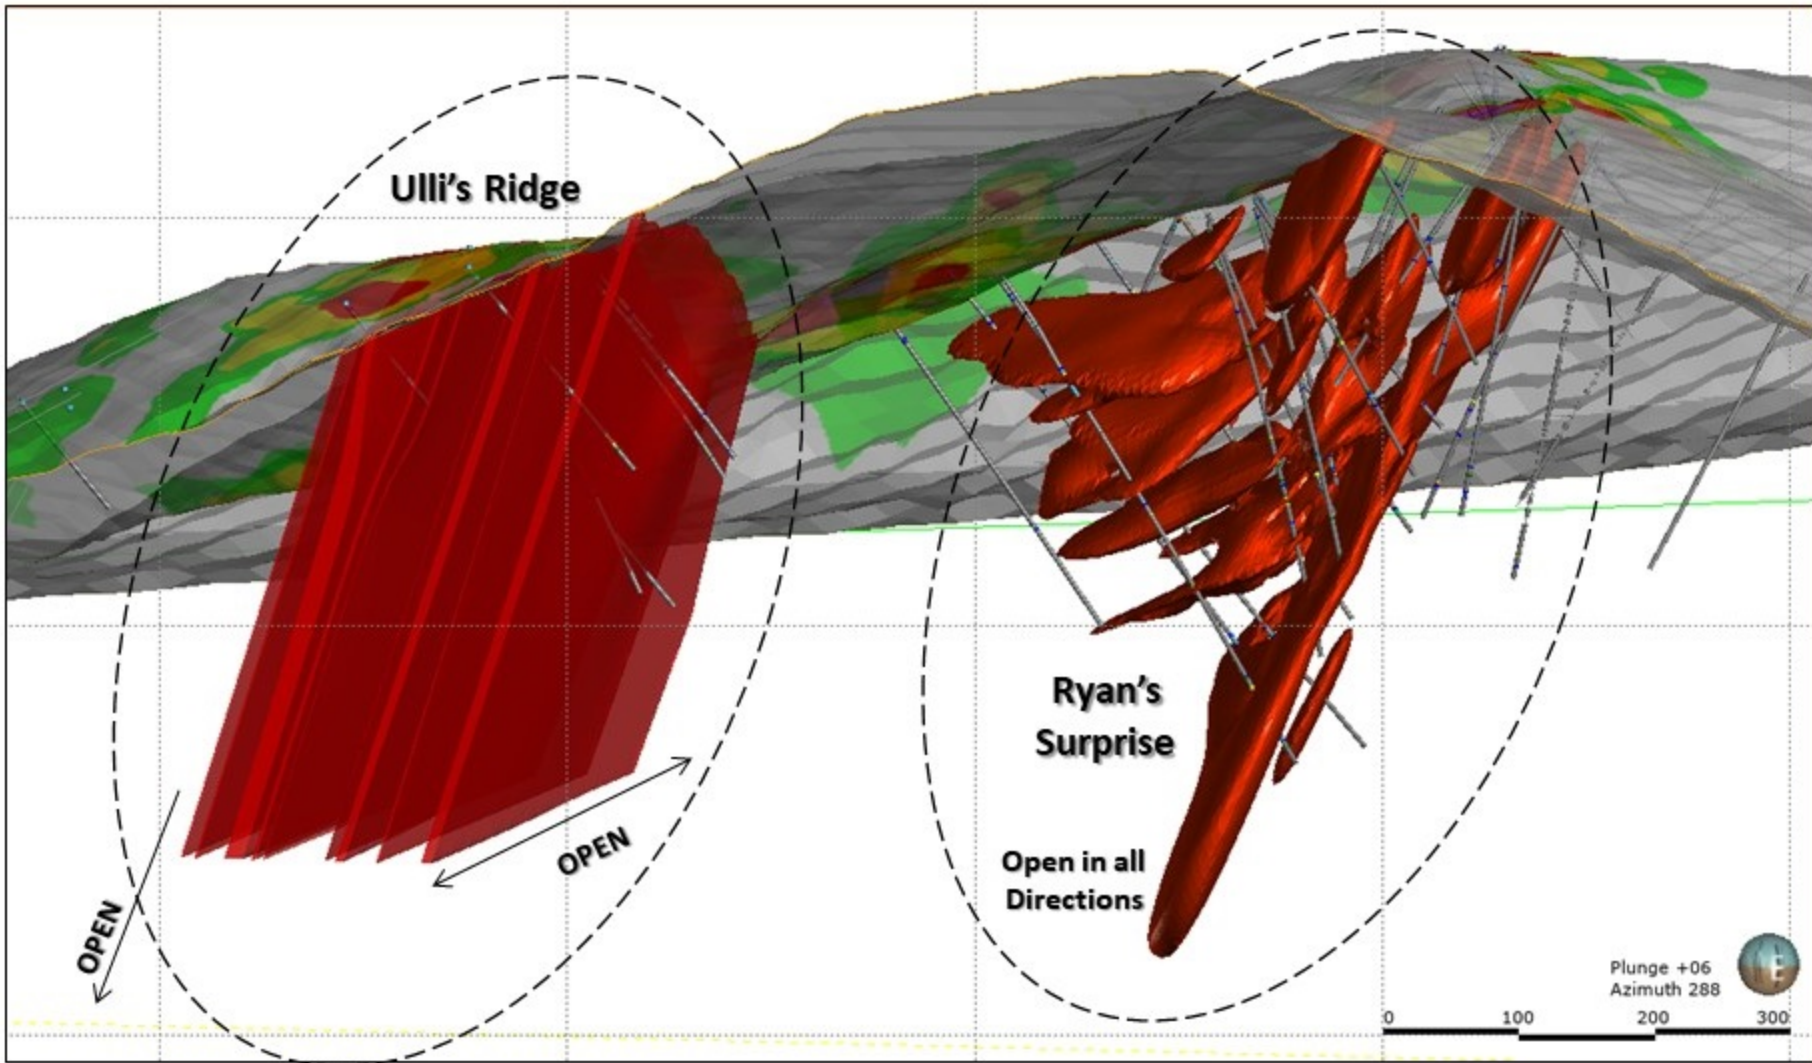 Ulli's Ridge
Ryan's
Surprise
OPEN
Open in all
Directions
OPEN
Plunge +06
Azimuth 288
0 100 200 300